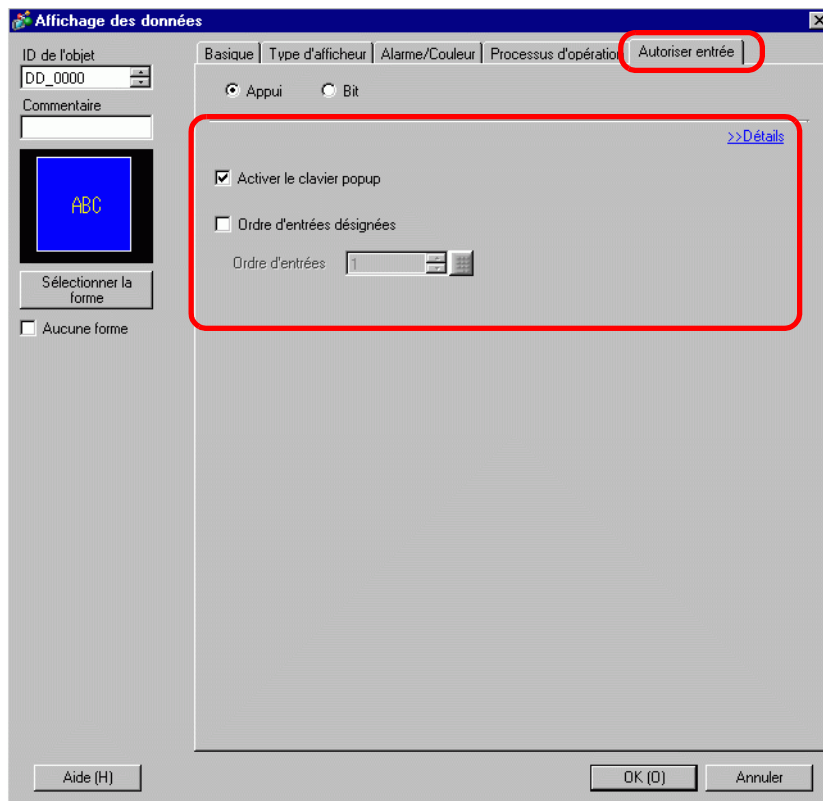 Affichage des données
ID de l'objet
DD_0000
Commentaire
ABC
Sélectionner la
forme
Aucune forme
Basique Type d'afficheur Alarme/Couleur Processus d'opération Autoriser entrée
Appui Bit
>>Détails
Activer le clavier popup
Ordre d'entrées désignées
Ordre d'entrées 1
Aide (H) OK (O) Annuler